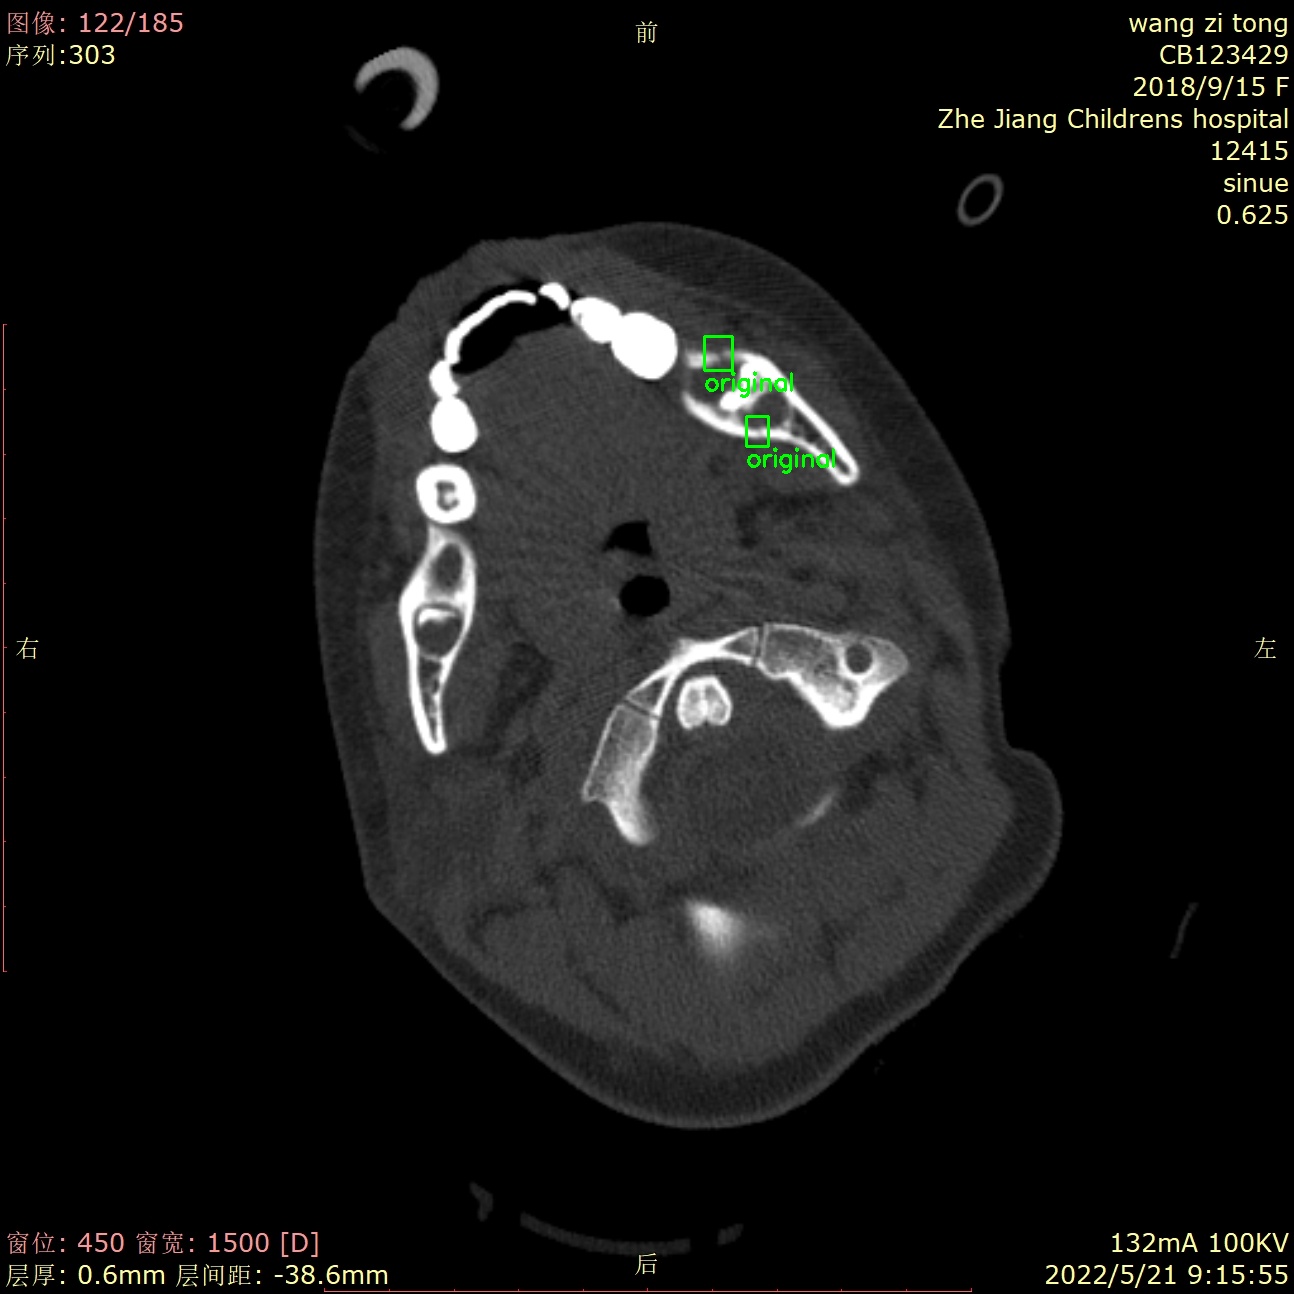 图像: 122/185
序列:303
前
wang zi tong
CB123429
2018/9/15 F
Zhe Jiang Childrens hospital
12415
sinue
0.625
original
original
右
左
窗位: 450 窗宽: 1500 [D]
层厚: 0.6mm 层间距: -38.6mm
后
132mA 100KV
2022/5/21 9:15:55